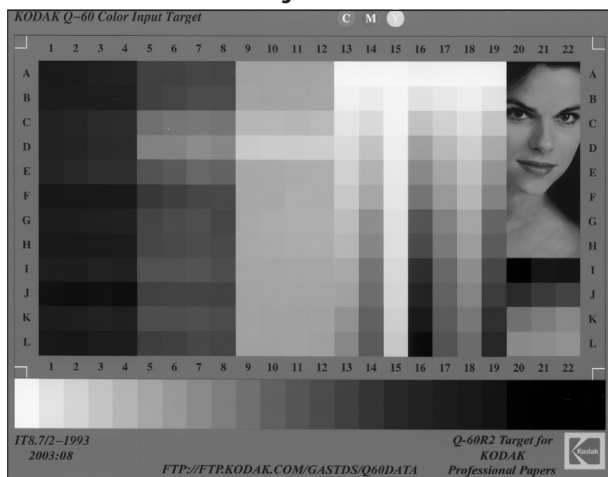 KODAK Q-60 Color Input Target
C M Y
1 2 3 4 5 6 7 8 9 10 11 12 13 14 15 16 17 18 19 20 21 22
A A
B B
C C
D D
E E
F F
G G
H H
I I
J J
K K
L L
1 2 3 4 5 6 7 8 9 10 11 12 13 14 15 16 17 18 19 20 21 22
IT8.7/2-1993
2003:08
FTP://FTP.KODAK.COM/GASTDS/Q60DATA
Q-60R2 Target for
KODAK
Professional Papers
Kodak